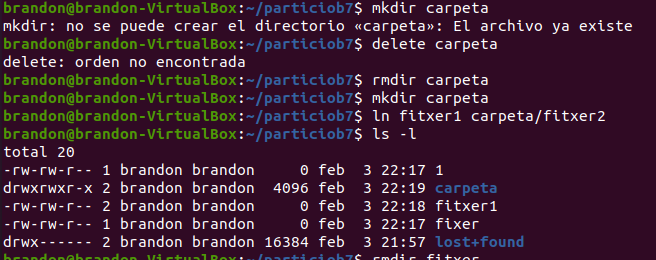 brandon@brandon-VirtualBox:~/particiob7$ mkdir carpeta
mkdir: no se puede crear el directorio «carpeta»: El archivo ya existe
brandon@brandon-VirtualBox:~/particiob7$ delete carpeta
delete: orden no encontrada
brandon@brandon-VirtualBox:~/particiob7$ rmdir carpeta
brandon@brandon-VirtualBox:~/particiob7$ mkdir carpeta
brandon@brandon-VirtualBox:~/particiob7$ ln fitxer1 carpeta/fitxer2
brandon@brandon-VirtualBox:~/particiob7$ ls -l
total 20
-rw-rw-r-- 1 brandon brandon     0 feb  3 22:17 1
drwxrwxr-x 2 brandon brandon  4096 feb  3 22:19 carpeta
-rw-rw-r-- 2 brandon brandon     0 feb  3 22:18 fitxer1
-rw-rw-r-- 1 brandon brandon     0 feb  3 22:17 fixer
drwx------ 2 brandon brandon 16384 feb  3 21:57 lost+found
brandon@brandon-VirtualBox:~/particiob7$ rmdir fitxer